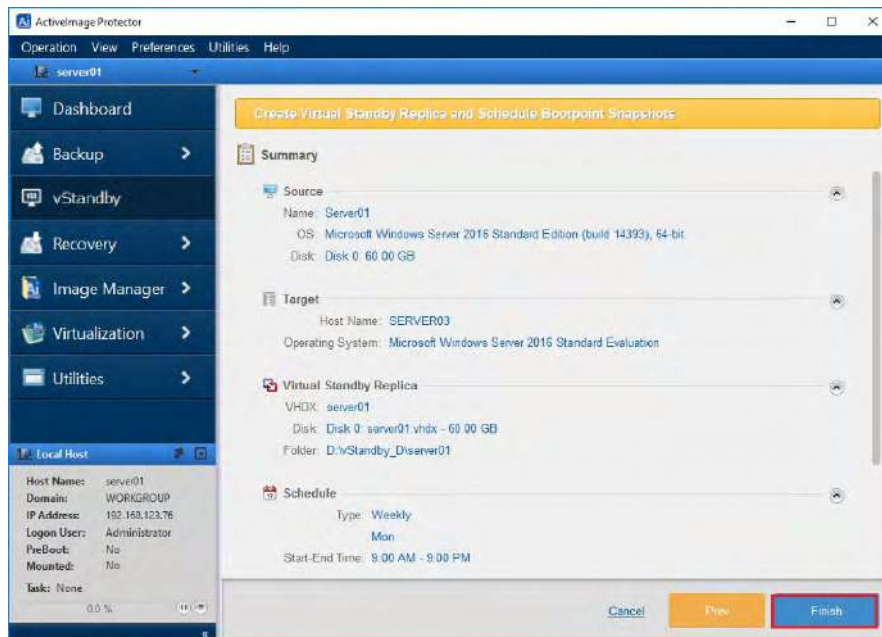 ActiveImage Protector
Operation View Preferences Utilities Help
server01
Dashboard
Backup
vStandby
Recovery
Image Manager
Virtualization
Utilities
Local Host
Host Name: server01
Domain: WORKGROUP
IP Address: 192.168.123.76
Logon User: Administrator
PreBoot: No
Mounted: No
Task: None
0.0 %
Create Virtual Standby Replica and Schedule Bootpoint Snapshots
Summary
Source
Name: Server01
OS: Microsoft Windows Server 2016 Standard Edition (build 14393), 64-bit
Disk: Disk 0: 60.00 GB
Target
Host Name: SERVER03
Operating System: Microsoft Windows Server 2016 Standard Evaluation
Virtual Standby Replica
VHDX: server01
Disk: Disk 0: server01.vhdx - 60.00 GB
Folder: D:\vStandby_D\server01
Schedule
Type: Weekly
Mon
Start-End Time: 9:00 AM - 9:00 PM
Cancel
Prev
Finish